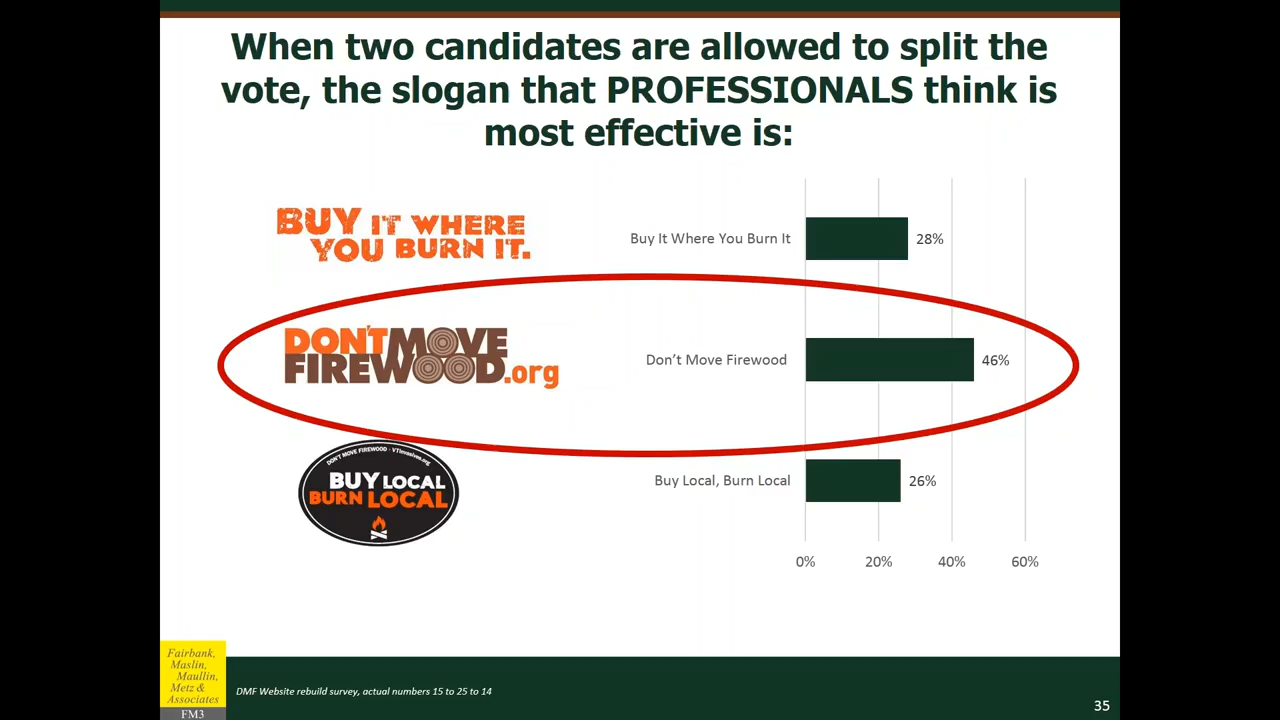 When two candidates are allowed to split the
vote, the slogan that PROFESSIONALS think is
most effective is:
BUY IT WHERE
YOU BURN IT.
Buy It Where You Burn It
28%
DON'T MOVE
FIREWOOD.org
Don't Move Firewood
46%
DON'T MOVE FIREWOOD - VTinvasives.org
BUY LOCAL
BURN LOCAL
Buy Local, Burn Local
26%
0%
20%
40%
60%
Fairbank,
Maslin,
Maullin,
Metz &
Associates
FM3
DMF Website rebuild survey, actual numbers 15 to 25 to 14
35